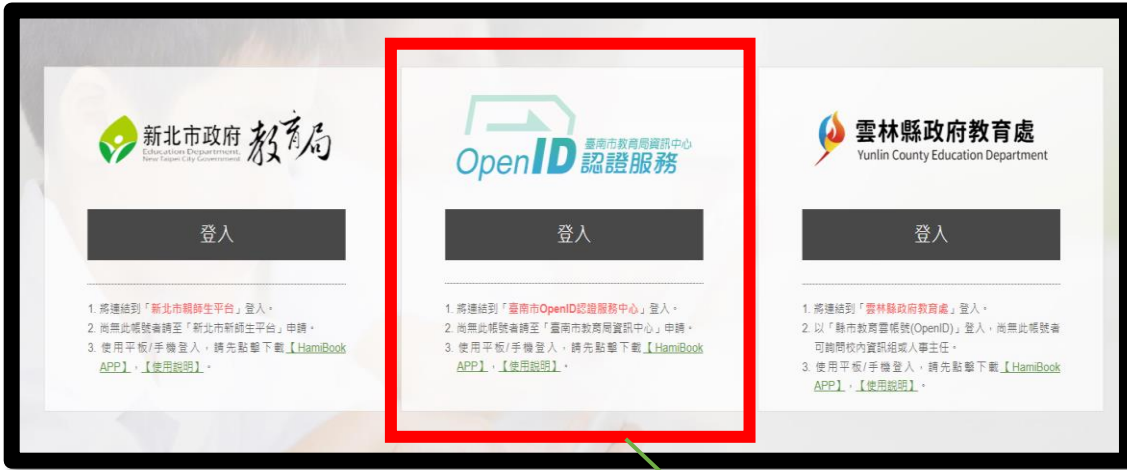 新北市政府 教育局
Education Department,
New Taipei City Government
登入
1. 將連結到「新北市親師生平台」登入。
2. 尚無此帳號者請至「新北市新師生平台」申請。
3. 使用平板/手機登入，請先點擊下載【HamiBook
APP】，【使用說明】。
臺南市教育局資訊中心
OpenID 認證服務
登入
1. 將連結到「臺南市OpenID認證服務中心」登入。
2. 尚無此帳號者請至「臺南市教育局資訊中心」申請。
3. 使用平板/手機登入，請先點擊下載【HamiBook
APP】，【使用說明】。
雲林縣政府教育處
Yunlin County Education Department
登入
1. 將連結到「雲林縣政府教育處」登入。
2. 以「縣市教育雲帳號(OpenID)」登入，尚無此帳號者
可詢問校內資訊組或人事主任。
3. 使用平板/手機登入，請先點擊下載【HamiBook
APP】，【使用說明】。